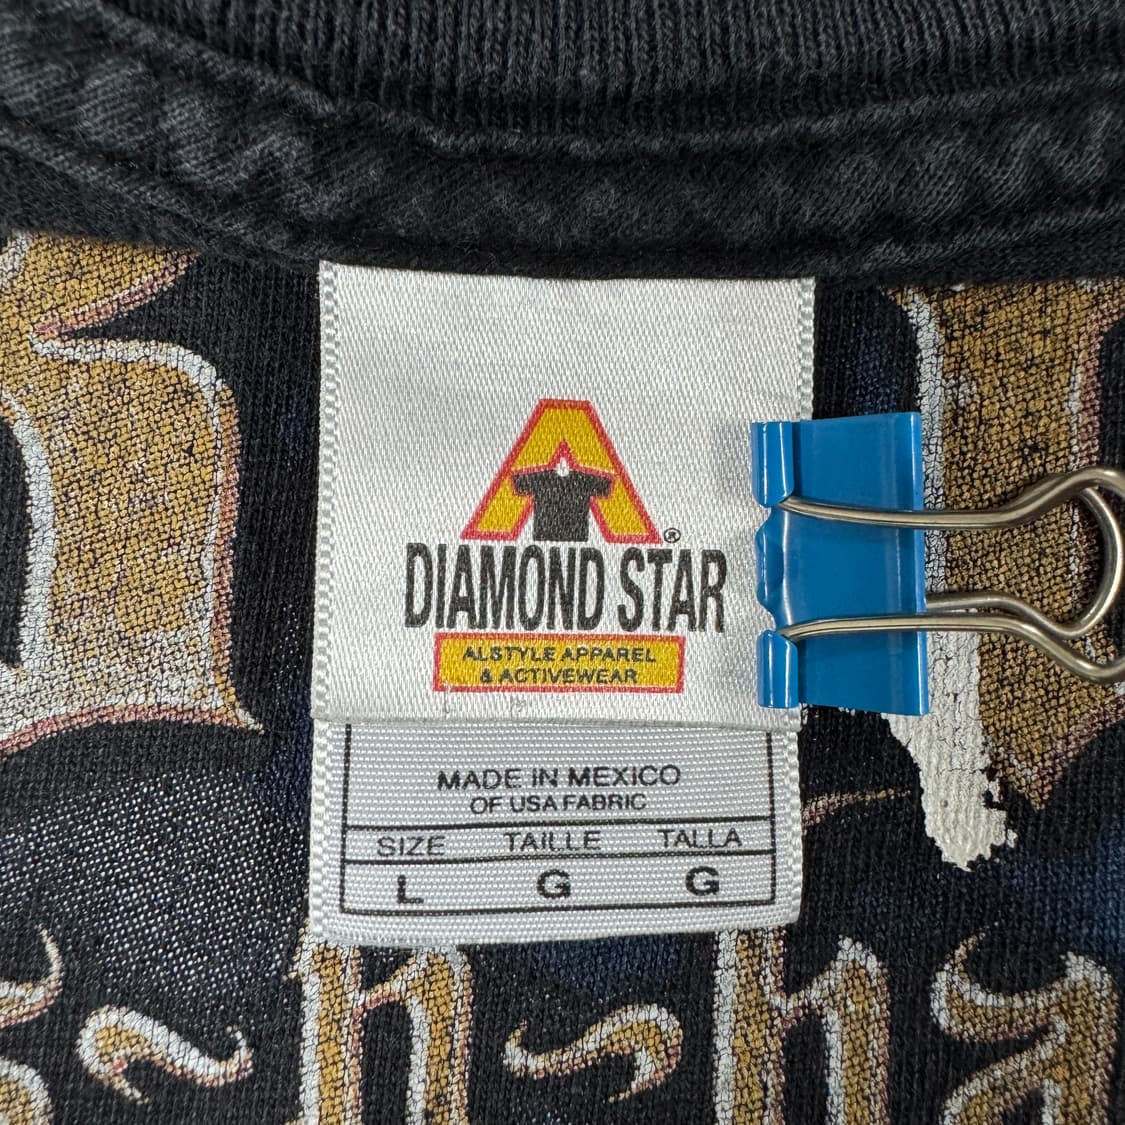 ®
DIAMOND STAR
ALSTYLE APPAREL
& ACTIVEWEAR
MADE IN MEXICO
OF USA FABRIC
SIZE TAILLE TALLA
L G G